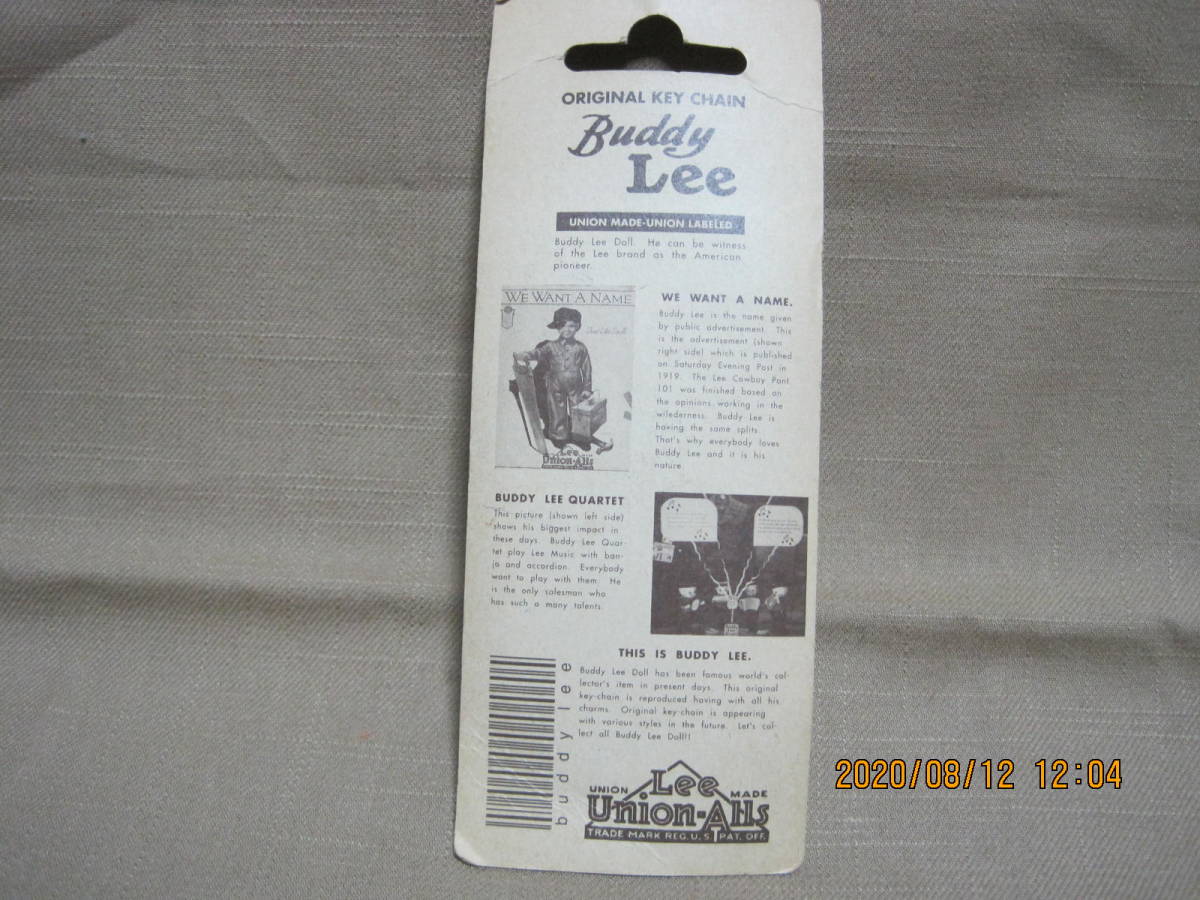 ORIGINAL KEY CHAIN
Buddy
Lee
UNION MADE-UNION LABELED
Buddy Lee Doll. He can be witness
of the Lee brand as the American
pioneer.
WE WANT A NAME
Lee
Union-Alls
WE WANT A NAME.
Buddy Lee is the name given
by public advertisement. This
is the advertisement (shown
right side) which is published
on Saturday Evening Post in
1919. The Lee Cowboy Pant
101 was finished based on
the opinions working in the
wilederness. Buddy Lee is
having the same splits.
That's why everybody loves
Buddy Lee and it is his
nature.
BUDDY LEE QUARTET
This picture (shown left side)
shows his biggest impact in
these days. Buddy Lee Quar-
tet play Lee Music with ban-
jo and accordion. Everybody
want to play with them. He
is the only salesman who
has such a many talents.
THIS IS BUDDY LEE.
Buddy Lee Doll has been famous world's col-
lector's item in present days. This original
key-chain is reproduced having with all his
charms. Original key-chain is appearing
with various styles in the future. Let's col-
lect all Buddy Lee Doll!!
buddy lee
UNION Lee MADE
Union-Alls
TRADE MARK REG. U.S. PAT. OFF.
2020/08/12 12:04